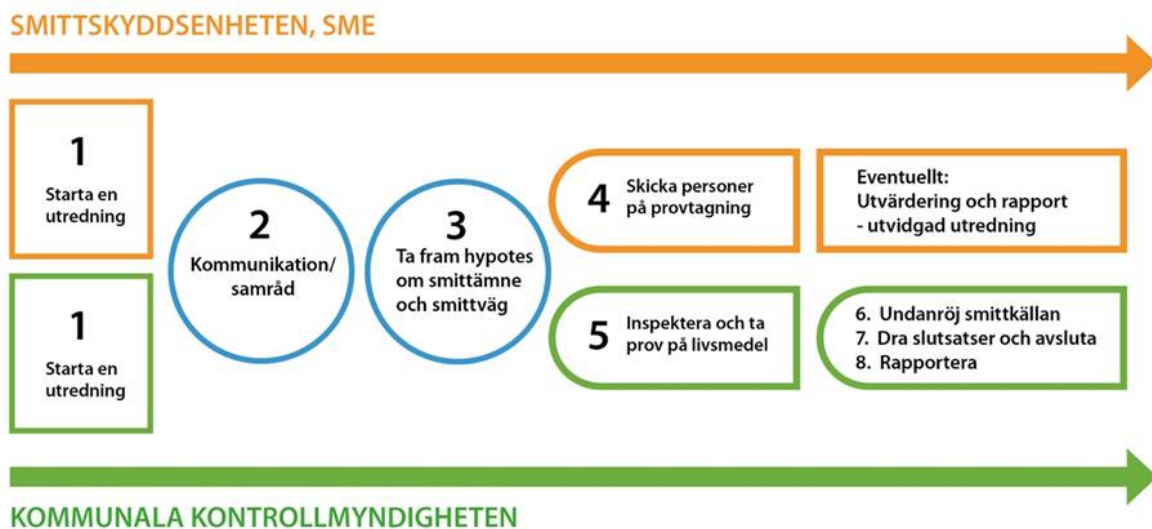 SMITTSKYDDSENHETEN, SME
1
Starta en
utredning
1
Starta en
utredning
2
Kommunikation/
samråd
3
Ta fram hypotes
om smittämne
och smittväg
4
Skicka personer
på provtagning
Eventuellt:
Utvärdering och rapport
- utvidgad utredning
5
Inspektera och ta
prov på livsmedel
6. Undanröj smittkällan
7. Dra slutsatser och avsluta
8. Rapportera
KOMMUNALA KONTROLLMYNDIGHETEN